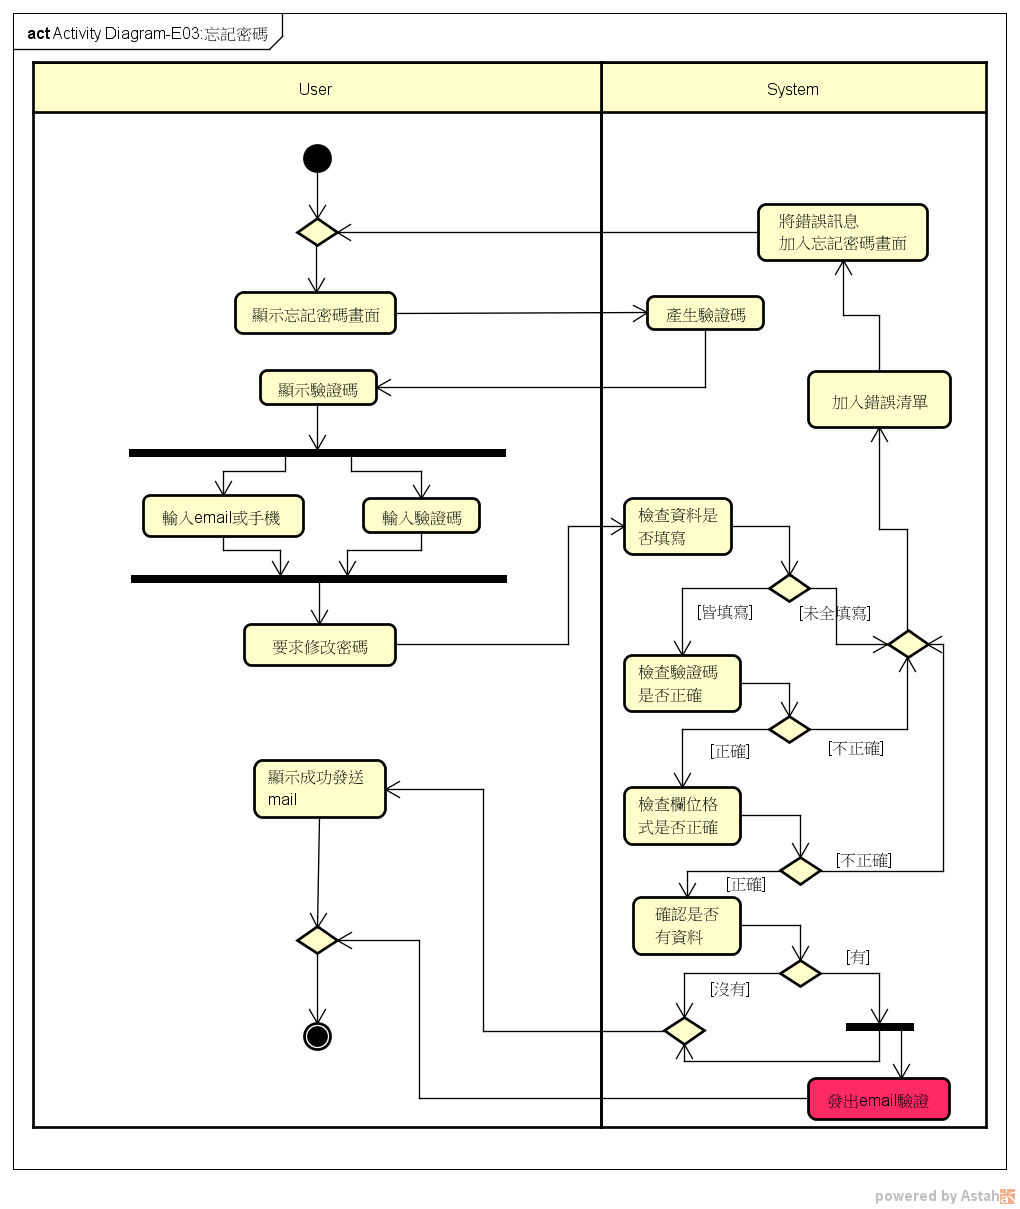 act Activity Diagram-E03:忘記密碼
User
System
將錯誤訊息
加入忘記密碼畫面
顯示忘記密碼畫面
產生驗證碼
顯示驗證碼
加入錯誤清單
輸入email或手機
輸入驗證碼
檢查資料是
否填寫
[皆填寫]
[未全填寫]
要求修改密碼
檢查驗證碼
是否正確
[正確]
[不正確]
顯示成功發送
mail
檢查欄位格
式是否正確
[不正確]
[正確]
確認是否
有資料
[有]
[沒有]
發出email驗證
powered by Astah